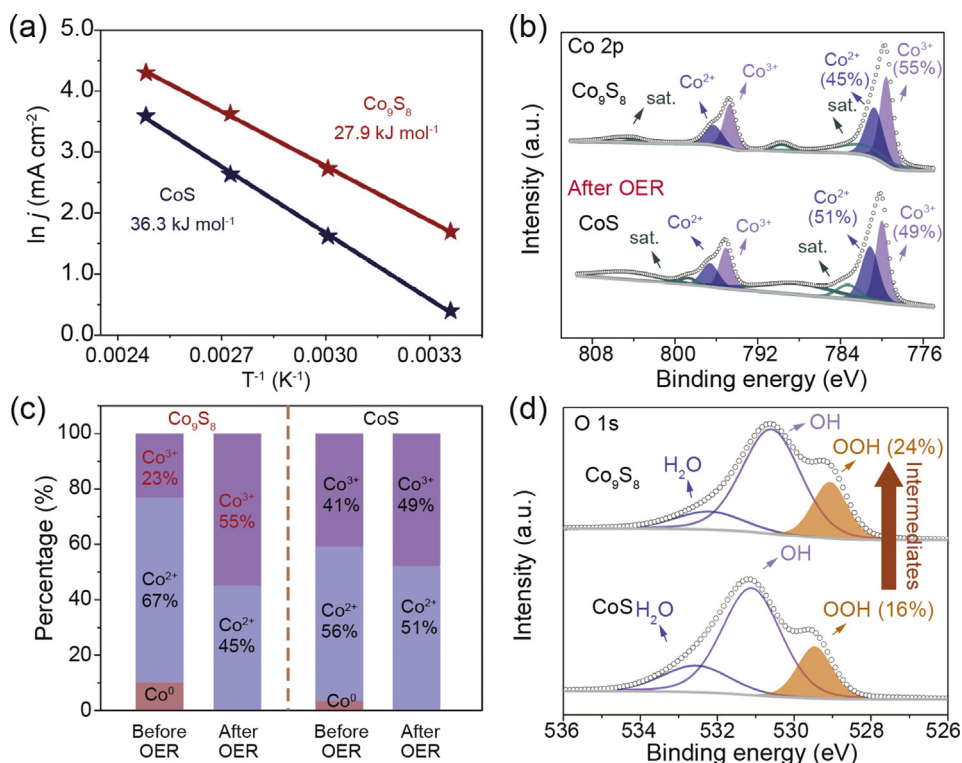 (a)
5.0
4.0
3.0
2.0
1.0
0.0
ln j (mA cm⁻²)
Co₉S₈
27.9 kJ mol⁻¹
CoS
36.3 kJ mol⁻¹
0.0024 0.0027 0.0030 0.0033
T⁻¹ (K⁻¹)
(b)
Co 2p
Co₉S₈
sat.
Co²⁺
Co³⁺
sat.
Co²⁺
(45%)
Co³⁺
(55%)
After OER
CoS
sat.
Co²⁺
Co³⁺
sat.
Co²⁺
(51%)
Co³⁺
(49%)
Intensity (a.u.)
808 800 792 784 776
Binding energy (eV)
(c)
Co₉S₈
CoS
100
80
60
40
20
0
Percentage (%)
Co³⁺
23%
Co²⁺
67%
Co⁰
Co³⁺
55%
Co²⁺
45%
Co³⁺
41%
Co²⁺
56%
Co⁰
Co³⁺
49%
Co²⁺
51%
Before
OER
After
OER
Before
OER
After
OER
(d)
O 1s
Co₉S₈
H₂O
OH
OOH (24%)
Intermediates
CoS
H₂O
OH
OOH (16%)
Intensity (a.u.)
536 534 532 530 528 526
Binding energy (eV)